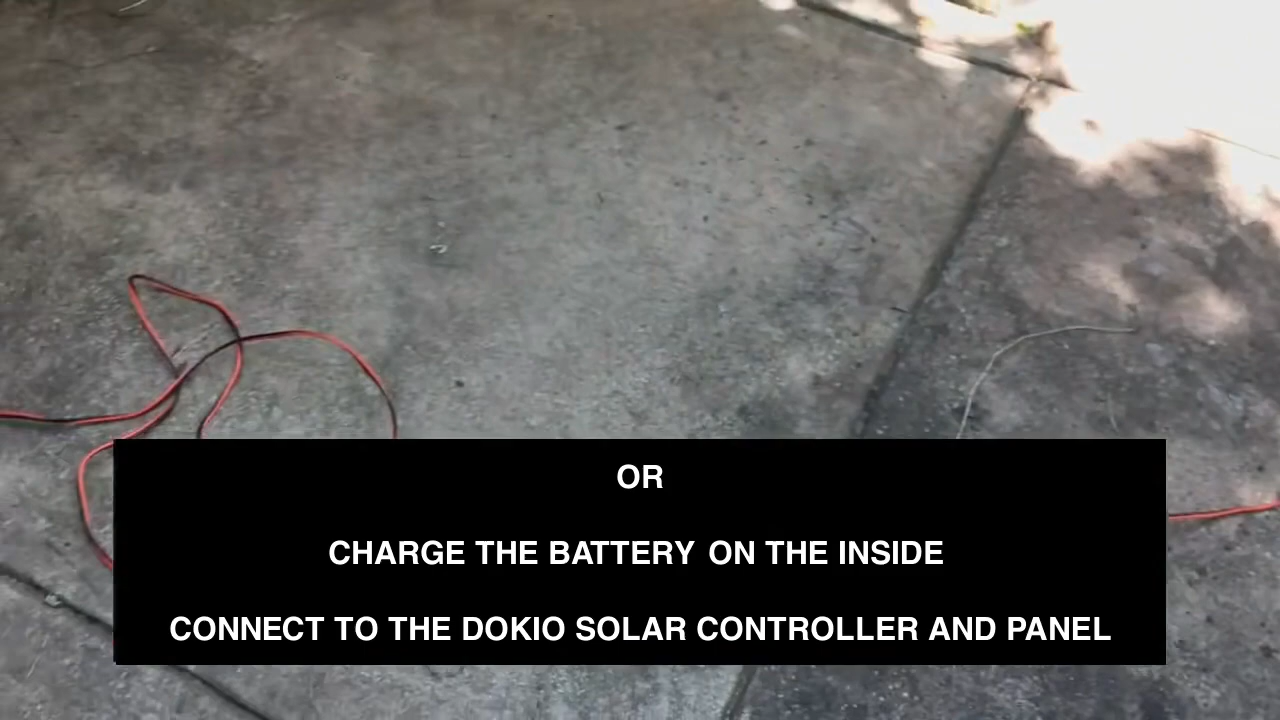 OR
CHARGE THE BATTERY ON THE INSIDE
CONNECT TO THE DOKIO SOLAR CONTROLLER AND PANEL